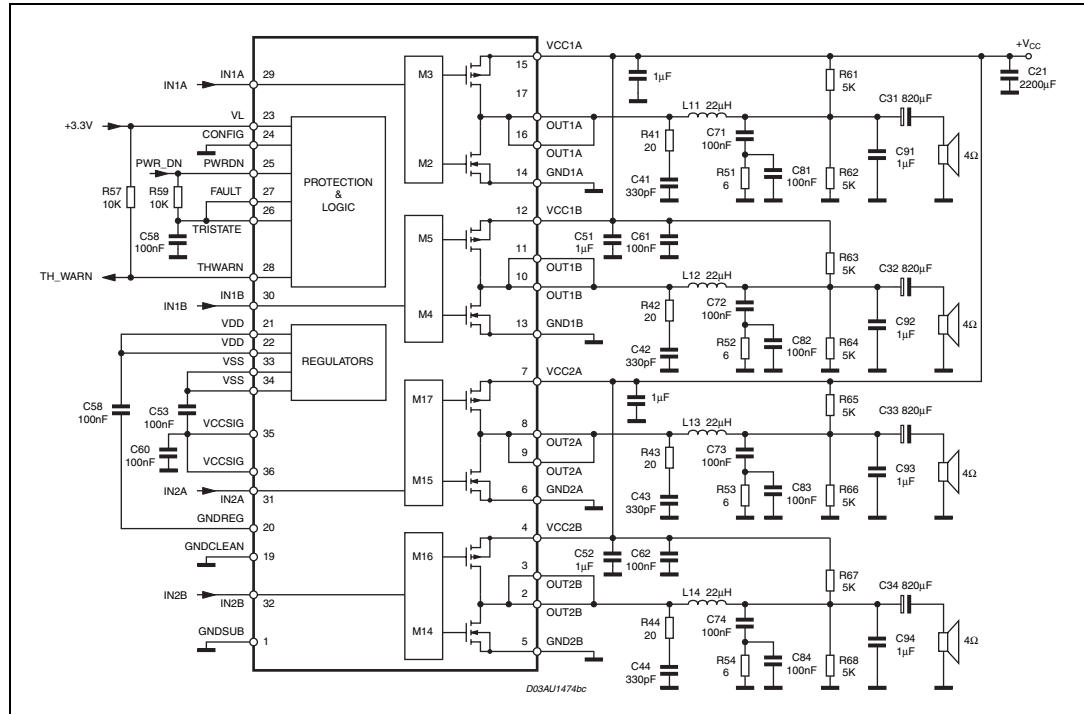 VCC1A
+VCC
IN1A
IN1A
29
M3
15
1µF
R61
5K
C21
2200µF
17
+3.3V
VL
23
L11 22µH
C31 820µF
CONFIG
24
16
OUT1A
PWR_DN
PWRDN
25
PROTECTION
&
LOGIC
M2
OUT1A
R41
20
C71
100nF
C91
1µF
4Ω
R57
10K
R59
10K
FAULT
27
14
GND1A
C41
330pF
R51
6
C81
100nF
R62
5K
26
TRISTATE
C58
100nF
12
VCC1B
M5
C51
1µF
C61
100nF
11
OUT1B
R63
5K
TH_WARN
THWARN
28
10
OUT1B
L12 22µH
C32 820µF
IN1B
IN1B
30
M4
R42
20
C72
100nF
C92
1µF
4Ω
VDD
21
13
GND1B
VDD
22
REGULATORS
C42
330pF
R52
6
C82
100nF
R64
5K
VSS
33
VSS
34
7
VCC2A
M17
1µF
R65
5K
C58
100nF
C53
100nF
VCCSIG
35
8
OUT2A
L13 22µH
C33 820µF
C60
100nF
9
OUT2A
R43
20
C73
100nF
C93
1µF
4Ω
VCCSIG
36
M15
IN2A
IN2A
31
6
GND2A
C43
330pF
R53
6
C83
100nF
R66
5K
GNDREG
20
4
VCC2B
GNDCLEAN
19
M16
C52
1µF
C62
100nF
3
OUT2B
R67
5K
IN2B
IN2B
32
2
OUT2B
L14 22µH
C34 820µF
GNDSUB
1
M14
R44
20
C74
100nF
C94
1µF
4Ω
5
GND2B
C44
330pF
R54
6
C84
100nF
R68
5K
D03AU1474bc